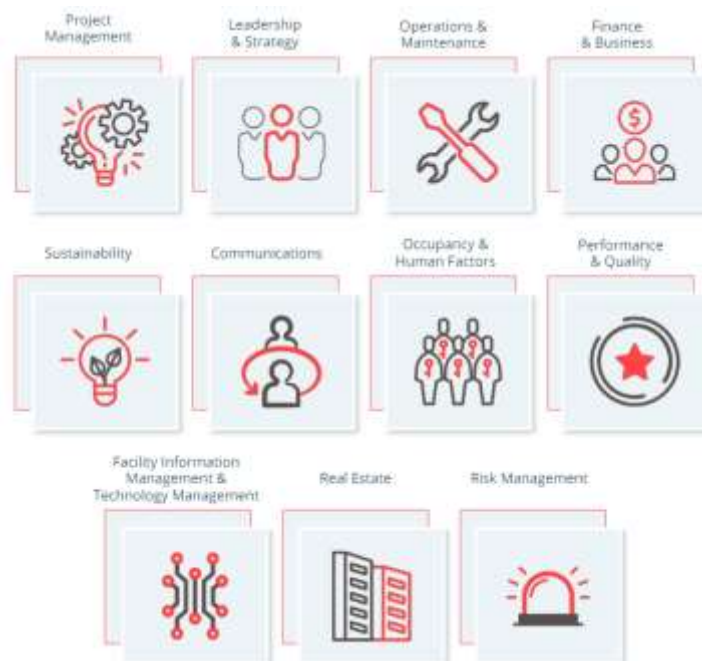 Project
Management
Leadership
& Strategy
Operations &
Maintenance
Finance
& Business
Sustainability
Communications
Occupancy &
Human Factors
Performance
& Quality
Facility Information
Management &
Technology Management
Real Estate
Risk Management
$